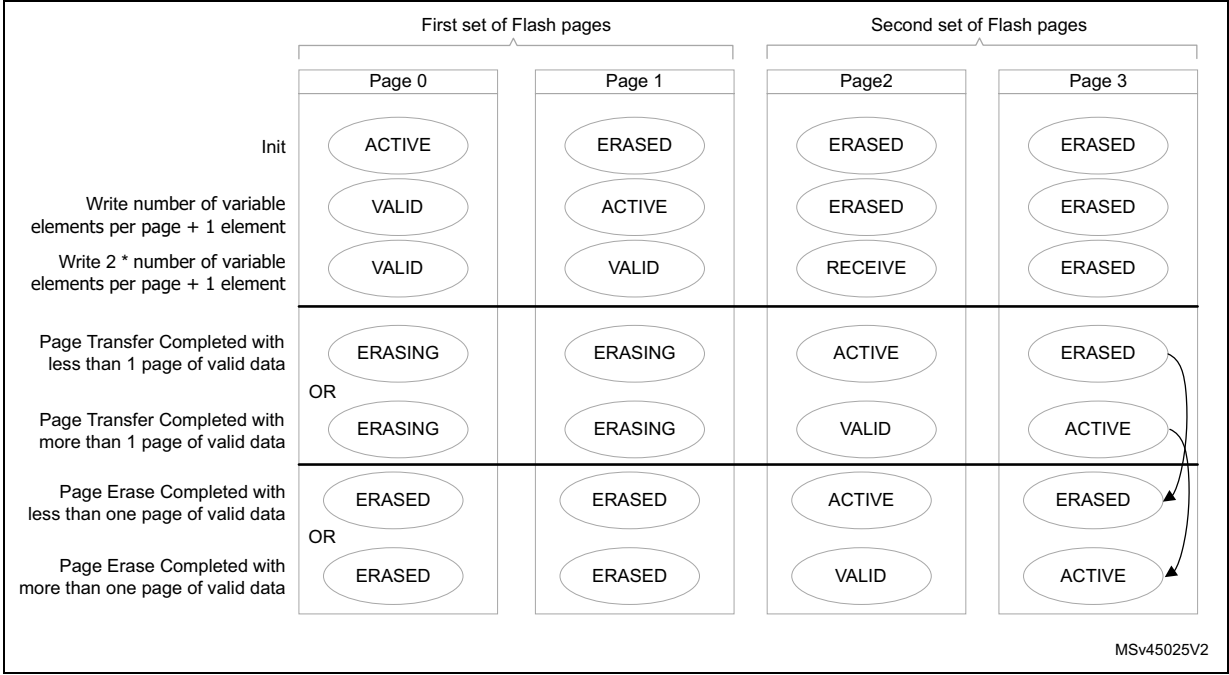 First set of Flash pages Second set of Flash pages
Page 0 Page 1 Page2 Page 3
Init ACTIVE ERASED ERASED ERASED
Write number of variable
elements per page + 1 element
VALID ACTIVE ERASED ERASED
Write 2 * number of variable
elements per page + 1 element
VALID VALID RECEIVE ERASED
Page Transfer Completed with
less than 1 page of valid data
ERASING ERASING ACTIVE ERASED
OR
Page Transfer Completed with
more than 1 page of valid data
ERASING ERASING VALID ACTIVE
Page Erase Completed with
less than one page of valid data
ERASED ERASED ACTIVE ERASED
OR
Page Erase Completed with
more than one page of valid data
ERASED ERASED VALID ACTIVE
MSv45025V2